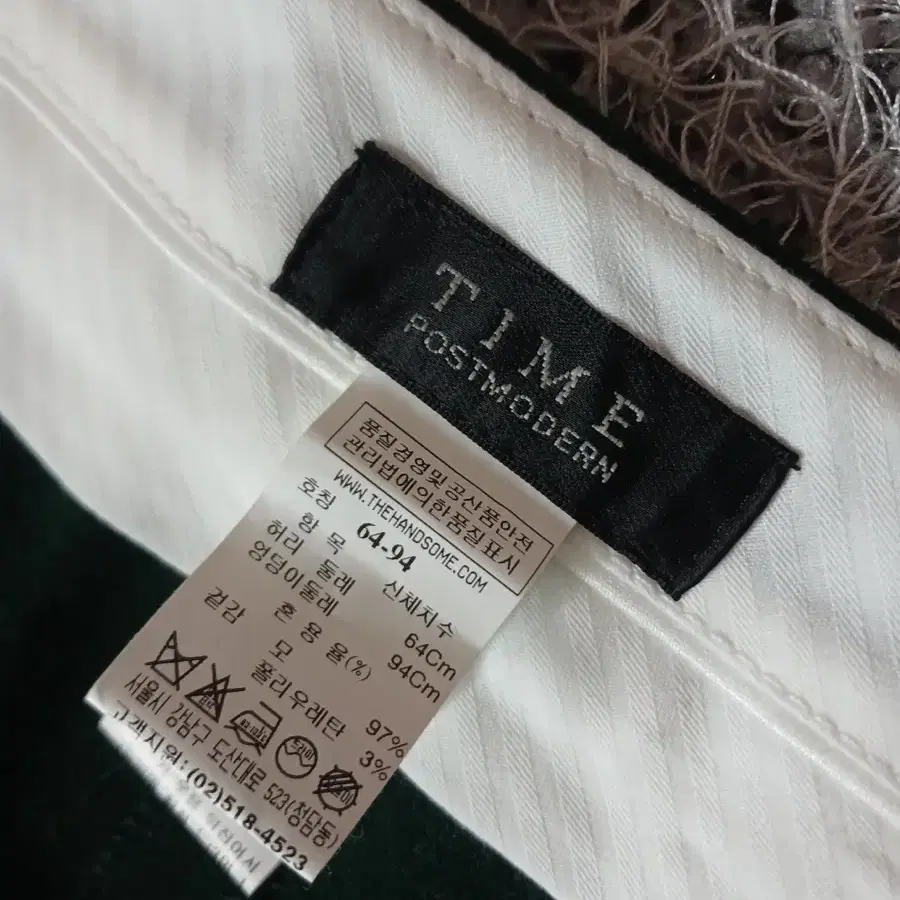 TIME
POSTMODERN
품질경영및공산품안전
관리법에의한품질표시
WWW.THEHANDSOME.COM
호칭 64-94
항 목 신체치수
허리 둘레 64Cm
엉덩이둘레 94Cm
겉감 혼 용 율(%)
모 97%
폴리우레탄 3%
드라이
서울시 강남구 도산대로 523(청담동)
고객지원:(02)518-4523